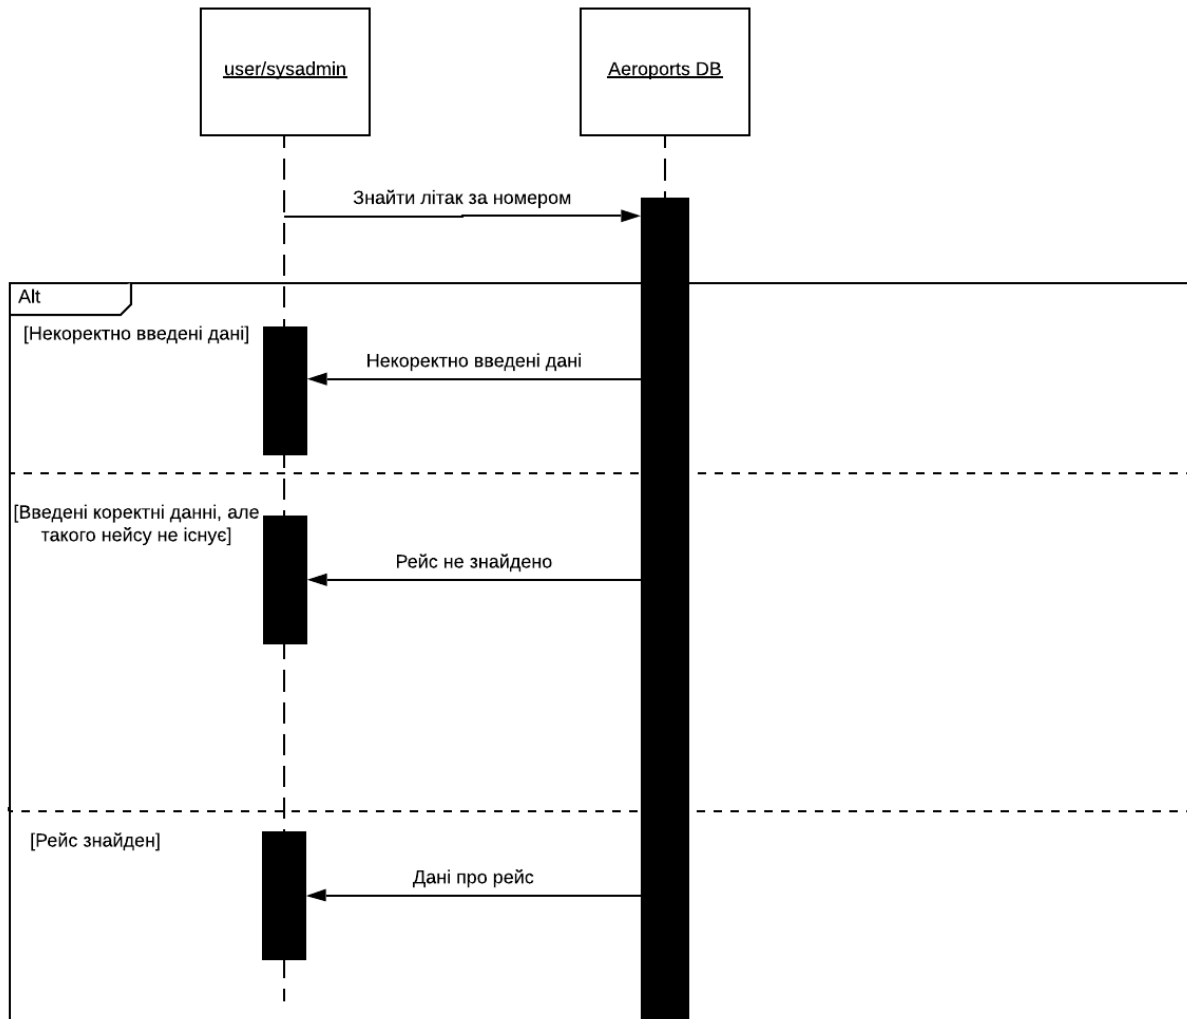 user/sysadmin
Aeroports DB
Знайти літак за номером
Alt
[Некоректно введені дані]
Некоректно введені дані
[Введені коректні данні, але
такого нейсу не існує]
Рейс не знайдено
[Рейс знайден]
Дані про рейс